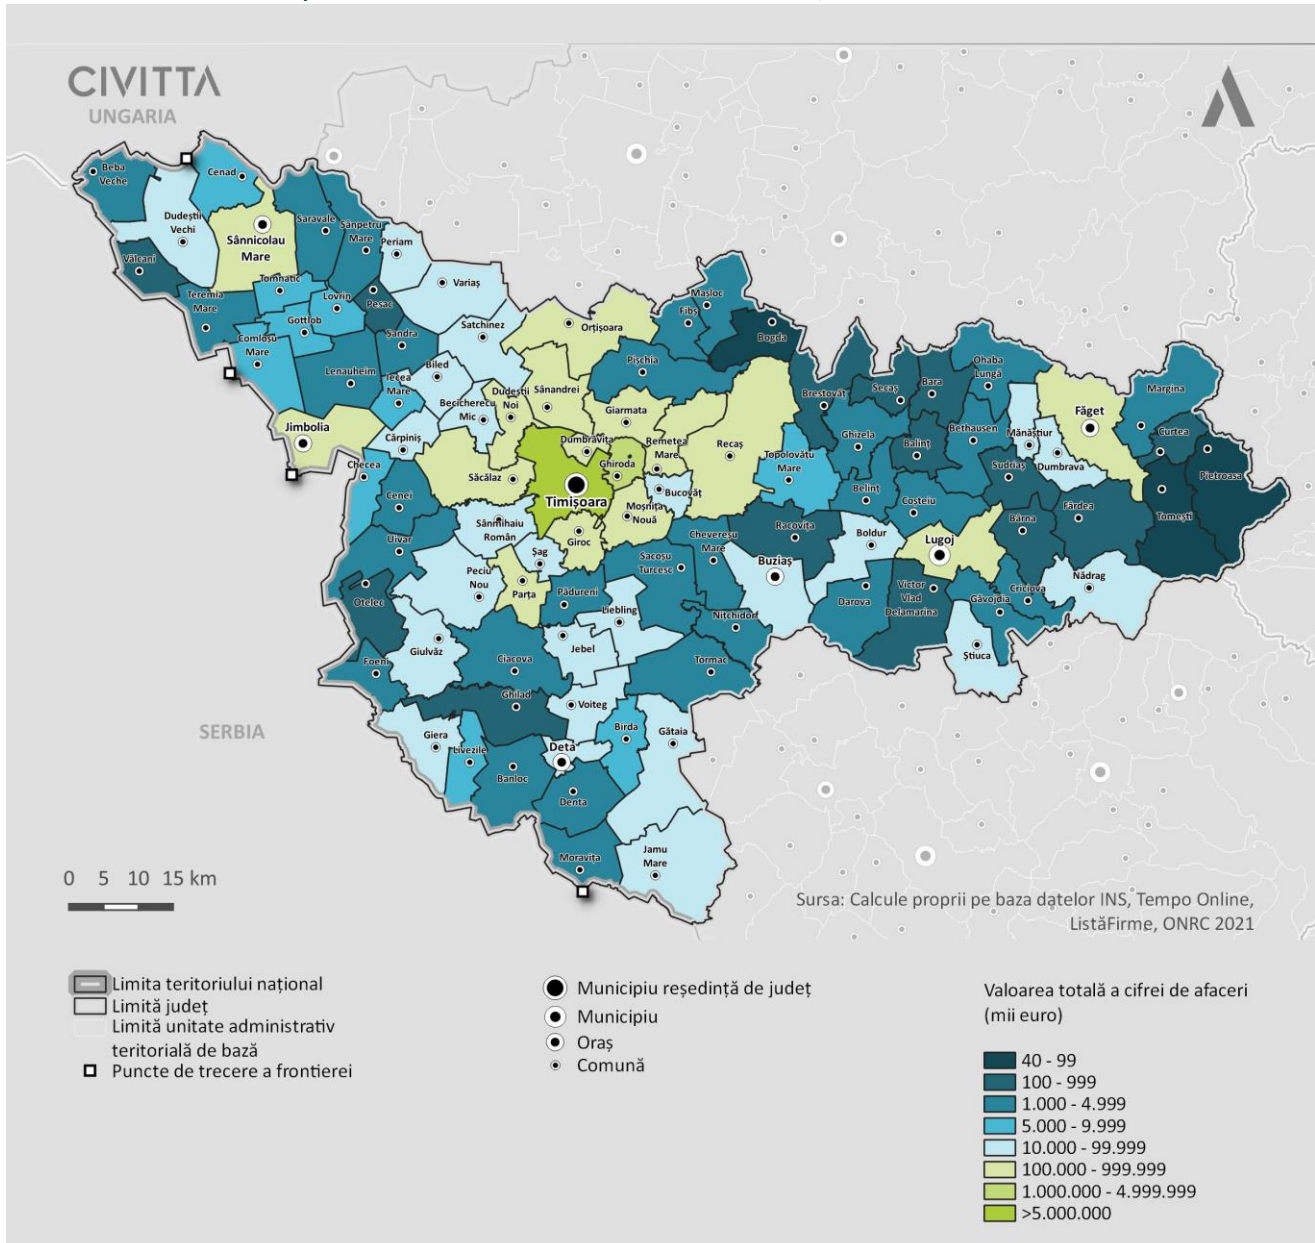 CIVITTA
UNGARIA
Beba
Veche
Cenad
Dudeștii
Vechi
Sânnicolau
Mare
Saravale
Sânpetru
Mare
Periam
Vălcani
Tomnatic
Teremia
Mare
Lovrin
Pesac
Variaș
Gottlob
Comloșu
Mare
Șandra
Satchinez
Lenauheim
Iecea
Mare
Biled
Becicherecu
Mic
Dudeștii
Noi
Sânandrei
Orțișoara
Mașloc
Fibiș
Bogda
Pișchia
Giarmata
Jimbolia
Cărpiniș
Checea
Săcălaz
Dumbrăvița
Ghiroda
Remetea
Mare
Recaș
Timișoara
Bucovăț
Moșnița
Nouă
Giroc
Cenei
Uivar
Sânmihaiu
Român
Șag
Peciu
Nou
Parța
Pădureni
Otelec
Foeni
Giulvăz
Ciacova
Jebel
Liebling
Sacoșu
Turcesc
Cheveresu
Mare
Nițchidorf
Tormac
Ghilad
Voiteg
Birda
Gătaia
Giera
Livezile
Banloc
Deta
Denta
Moravița
Jamu
Mare
Brestovăț
Secaș
Bara
Ohaba
Lungă
Ghizela
Balinț
Bethausen
Mănăștiur
Dumbrava
Făget
Margina
Curtea
Pietroasa
Tomești
Topolovățu
Mare
Belinț
Coșteiu
Sudriaș
Bârna
Fârdea
Racovița
Buziaș
Boldur
Lugoj
Darova
Victor
Vlad
Delamarina
Găvojdia
Criciova
Nădrag
Știuca
SERBIA
0 5 10 15 km
Sursa: Calcule proprii pe baza datelor INS, Tempo Online,
ListăFirme, ONRC 2021
Limita teritoriului național
Limită județ
Limită unitate administrativ
teritorială de bază
Puncte de trecere a frontierei
Municipiu reședință de județ
Municipiu
Oraș
Comună
Valoarea totală a cifrei de afaceri
(mii euro)
40 - 99
100 - 999
1.000 - 4.999
5.000 - 9.999
10.000 - 99.999
100.000 - 999.999
1.000.000 - 4.999.999
>5.000.000